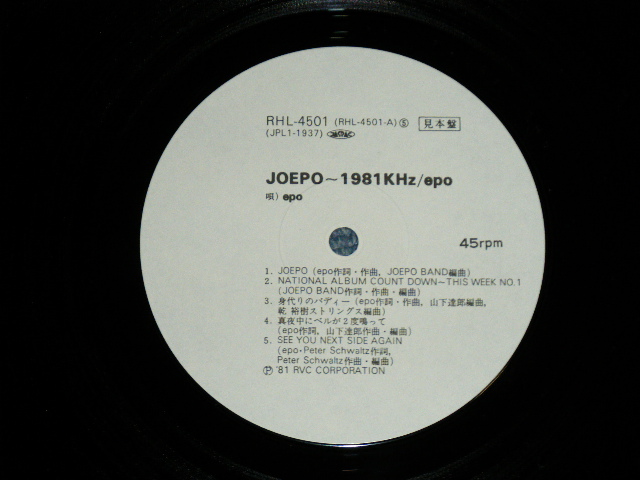 RHL-4501 (RHL-4501-A) Ⓢ 見本盤
(JPL1-1937)
JOEPO~1981KHz/epo
唄) epo
45rpm
1. JOEPO (epo作詞・作曲, JOEPO BAND編曲)
2. NATIONAL ALBUM COUNT DOWN~THIS WEEK NO.1
(JOEPO BAND作詞・作曲・編曲)
3. 身代りのバディー (epo作詞・作曲, 山下達郎編曲,
乾 裕樹ストリングス編曲)
4. 真夜中にベルが2度鳴って
(epo作詞, 山下達郎作曲・編曲)
5. SEE YOU NEXT SIDE AGAIN
(epo・Peter Schwaltz作詞,
Peter Schwaltz作曲・編曲)
Ⓟ '81 RVC CORPORATION